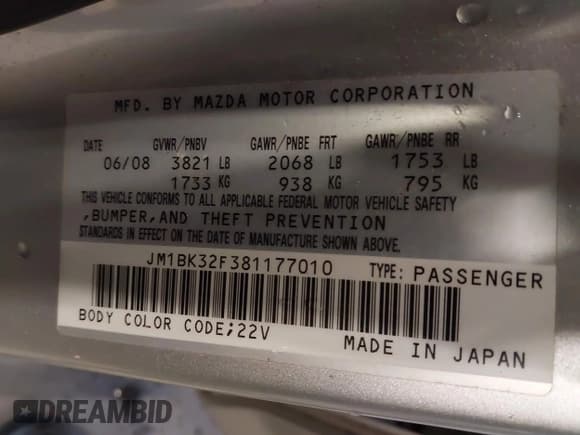 MFD. BY MAZDA MOTOR CORPORATION
DATE GVWR/PNBV GAWR/PNBE FRT GAWR/PNBE RR
06/08 3821 LB 2068 LB 1753 LB
1733 KG 938 KG 795 KG
THIS VEHICLE CONFORMS TO ALL APPLICABLE FEDERAL MOTOR VEHICLE SAFETY
,BUMPER,AND THEFT PREVENTION
STANDARDS IN EFFECT ON THE DATE OF MANUFACTURE SHOWN ABOVE.
JM1BK32F381177010 TYPE: PASSENGER
BODY COLOR CODE;22V
MADE IN JAPAN
DREAMBID